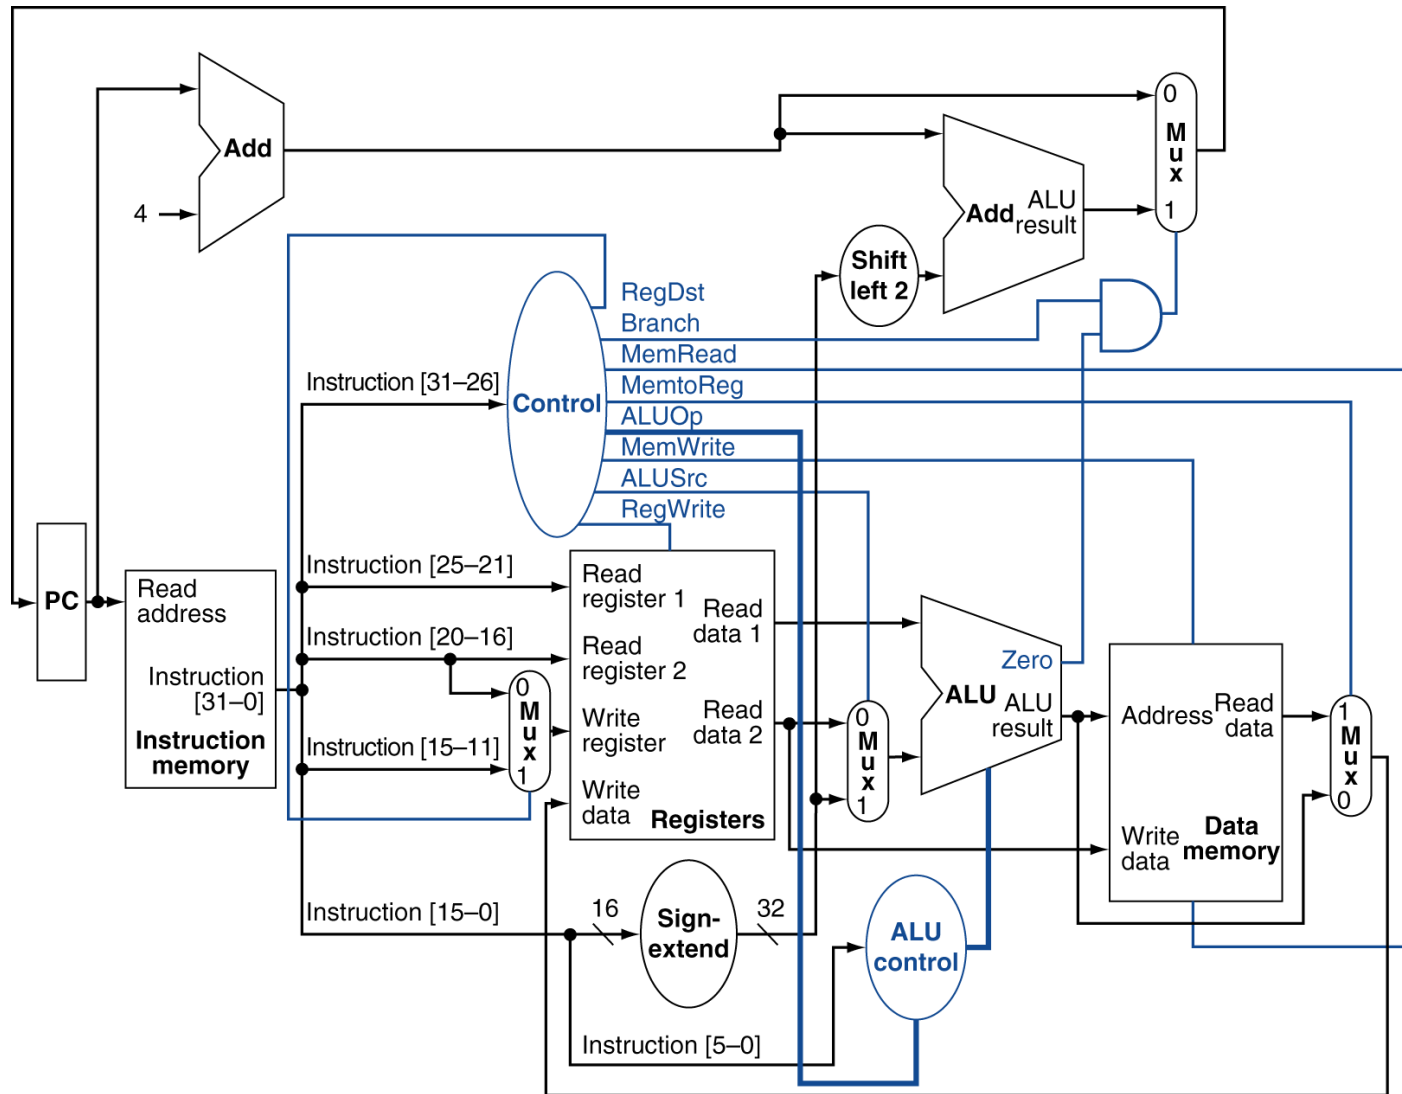 0
M
u
x
1
Add
4
Add
ALU
result
Shift
left 2
RegDst
Branch
MemRead
MemtoReg
ALUOp
MemWrite
ALUSrc
RegWrite
Instruction [31–26]
Control
PC
Read
address
Instruction
[31–0]
Instruction
memory
Instruction [25–21]
Instruction [20–16]
Instruction [15–11]
0
M
u
x
1
Read
register 1
Read
register 2
Write
register
Write
data
Read
data 1
Read
data 2
Registers
0
M
u
x
1
Zero
ALU
ALU
result
Address
Read
data
Write
data
Data
memory
1
M
u
x
0
Instruction [15–0]
16
Sign-
extend
32
ALU
control
Instruction [5–0]